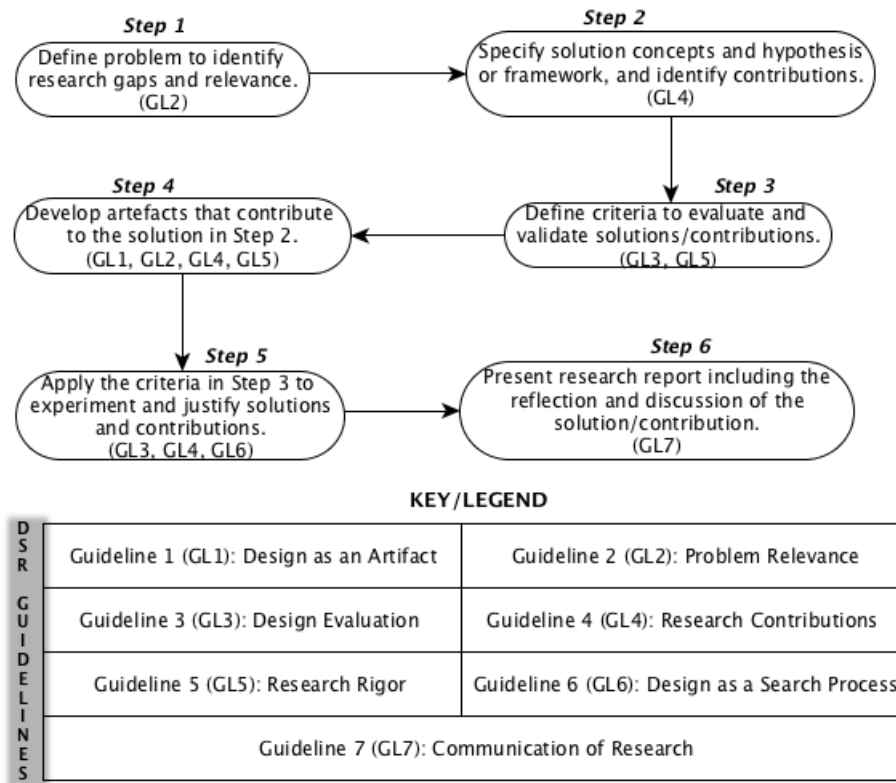 Step 1
Define problem to identify
research gaps and relevance.
(GL2)
Step 2
Specify solution concepts and hypothesis
or framework, and identify contributions.
(GL4)
Step 3
Define criteria to evaluate and
validate solutions/contributions.
(GL3, GL5)
Step 4
Develop artefacts that contribute
to the solution in Step 2.
(GL1, GL2, GL4, GL5)
Step 5
Apply the criteria in Step 3 to
experiment and justify solutions
and contributions.
(GL3, GL4, GL6)
Step 6
Present research report including the
reflection and discussion of the
solution/contribution.
(GL7)
KEY/LEGEND
DSR GUIDELINES
Guideline 1 (GL1): Design as an Artifact
Guideline 2 (GL2): Problem Relevance
Guideline 3 (GL3): Design Evaluation
Guideline 4 (GL4): Research Contributions
Guideline 5 (GL5): Research Rigor
Guideline 6 (GL6): Design as a Search Process
Guideline 7 (GL7): Communication of Research